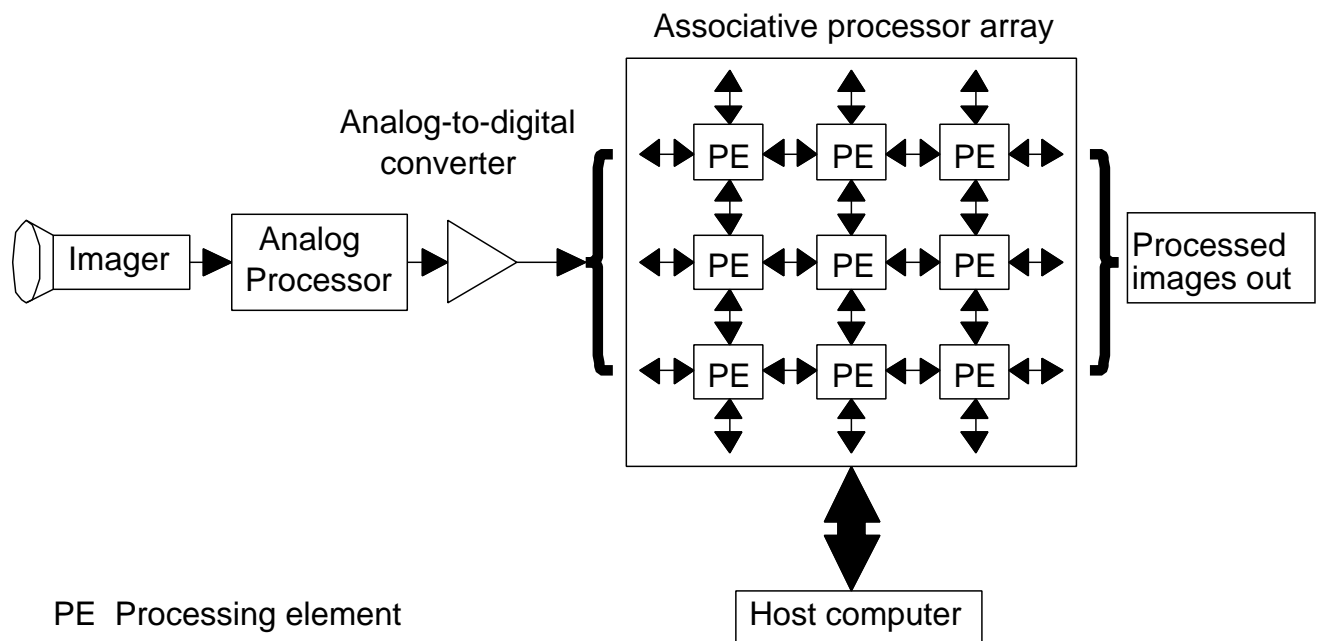 Associative processor array
Analog-to-digital
converter
PE PE PE
Imager
Analog
Processor
PE PE PE
Processed
images out
PE PE PE
PE Processing element
Host computer